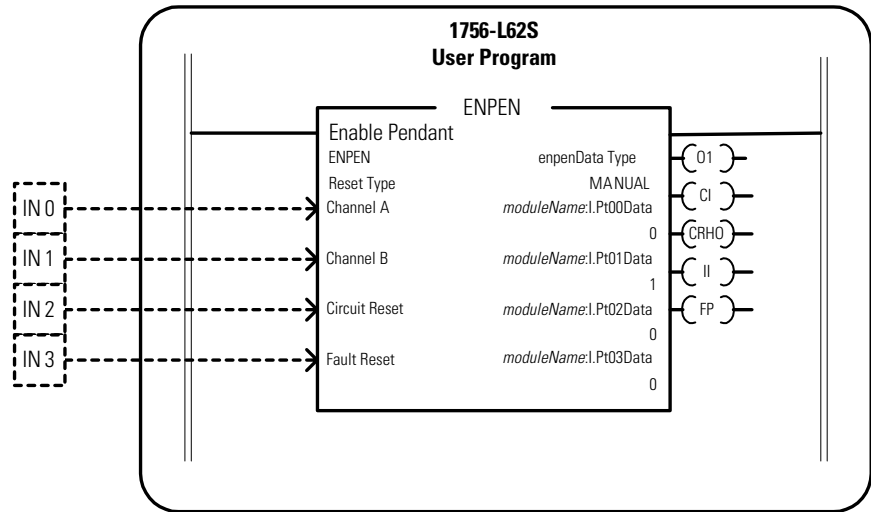 1756-L62S
User Program
ENPEN
Enable Pendant
ENPEN enpenData Type
Reset Type MANUAL
IN 0 Channel A moduleName:I.Pt00Data
0
IN 1 Channel B moduleName:I.Pt01Data
1
IN 2 Circuit Reset moduleName:I.Pt02Data
0
IN 3 Fault Reset moduleName:I.Pt03Data
0
O1
CI
CRHO
II
FP